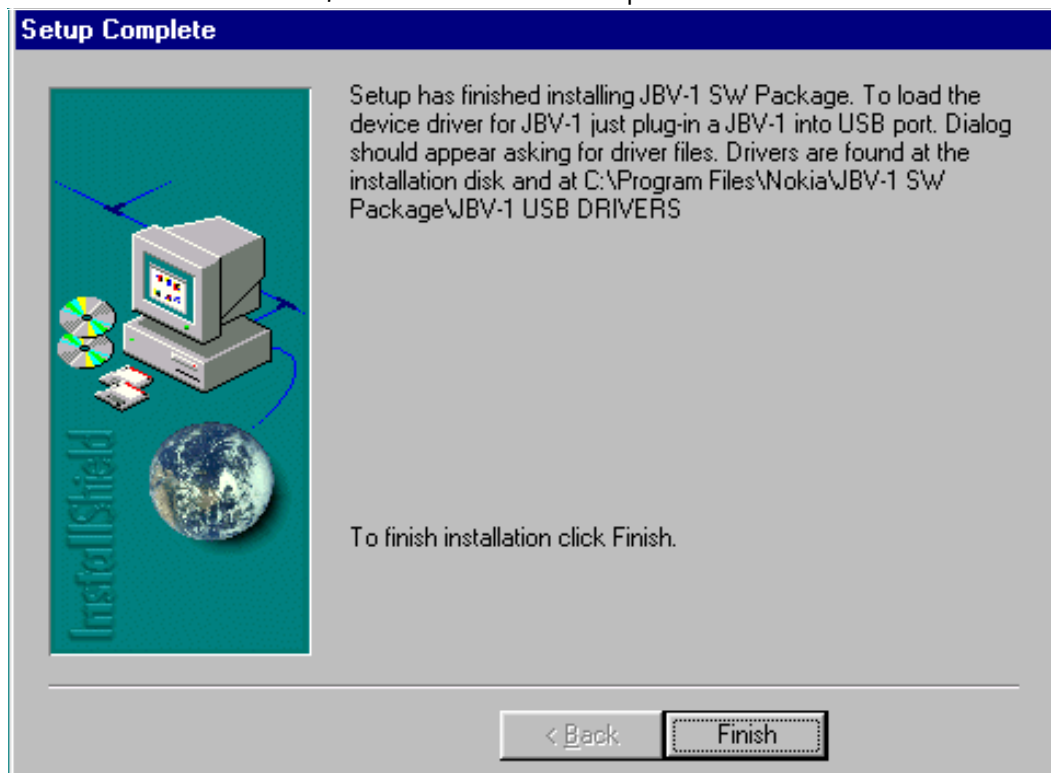 Setup Complete
Setup has finished installing JBV-1 SW Package. To load the
device driver for JBV-1 just plug-in a JBV-1 into USB port. Dialog
should appear asking for driver files. Drivers are found at the
installation disk and at C:\Program Files\Nokia\JBV-1 SW
Package\JBV-1 USB DRIVERS
InstallShield
To finish installation click Finish.
< Back
Finish